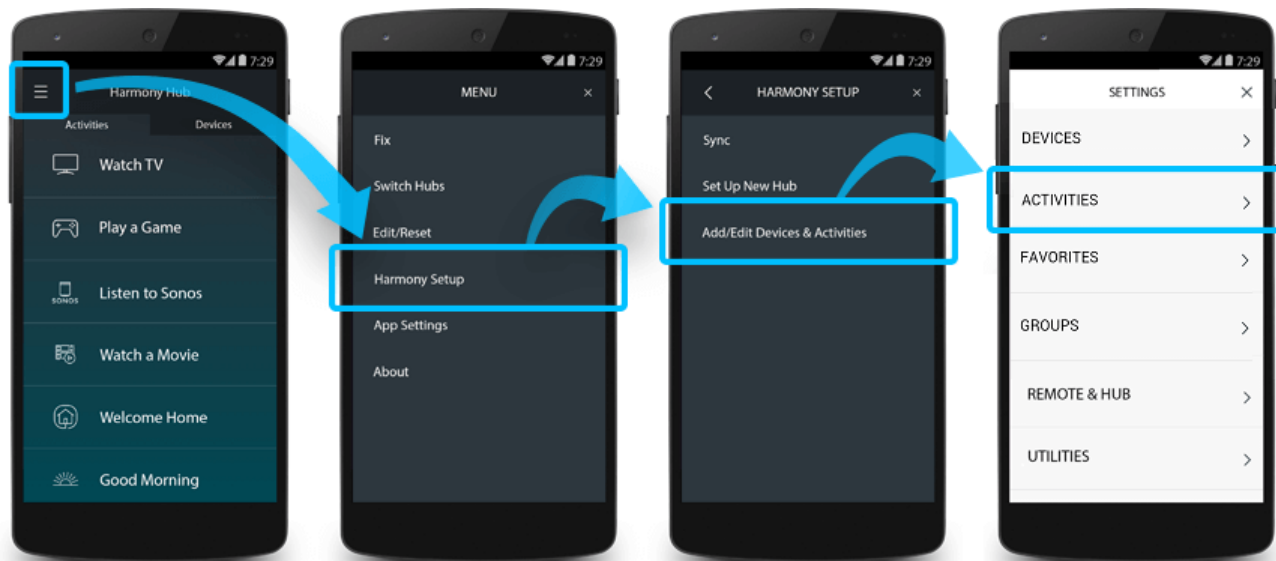 7:29
Harmony Hub
Activities Devices
Watch TV
Play a Game
SONOS
Listen to Sonos
Watch a Movie
Welcome Home
Good Morning
7:29
MENU
Fix
Switch Hubs
Edit/Reset
Harmony Setup
App Settings
About
7:29
HARMONY SETUP
Sync
Set Up New Hub
Add/Edit Devices & Activities
7:29
SETTINGS
DEVICES
ACTIVITIES
FAVORITES
GROUPS
REMOTE & HUB
UTILITIES